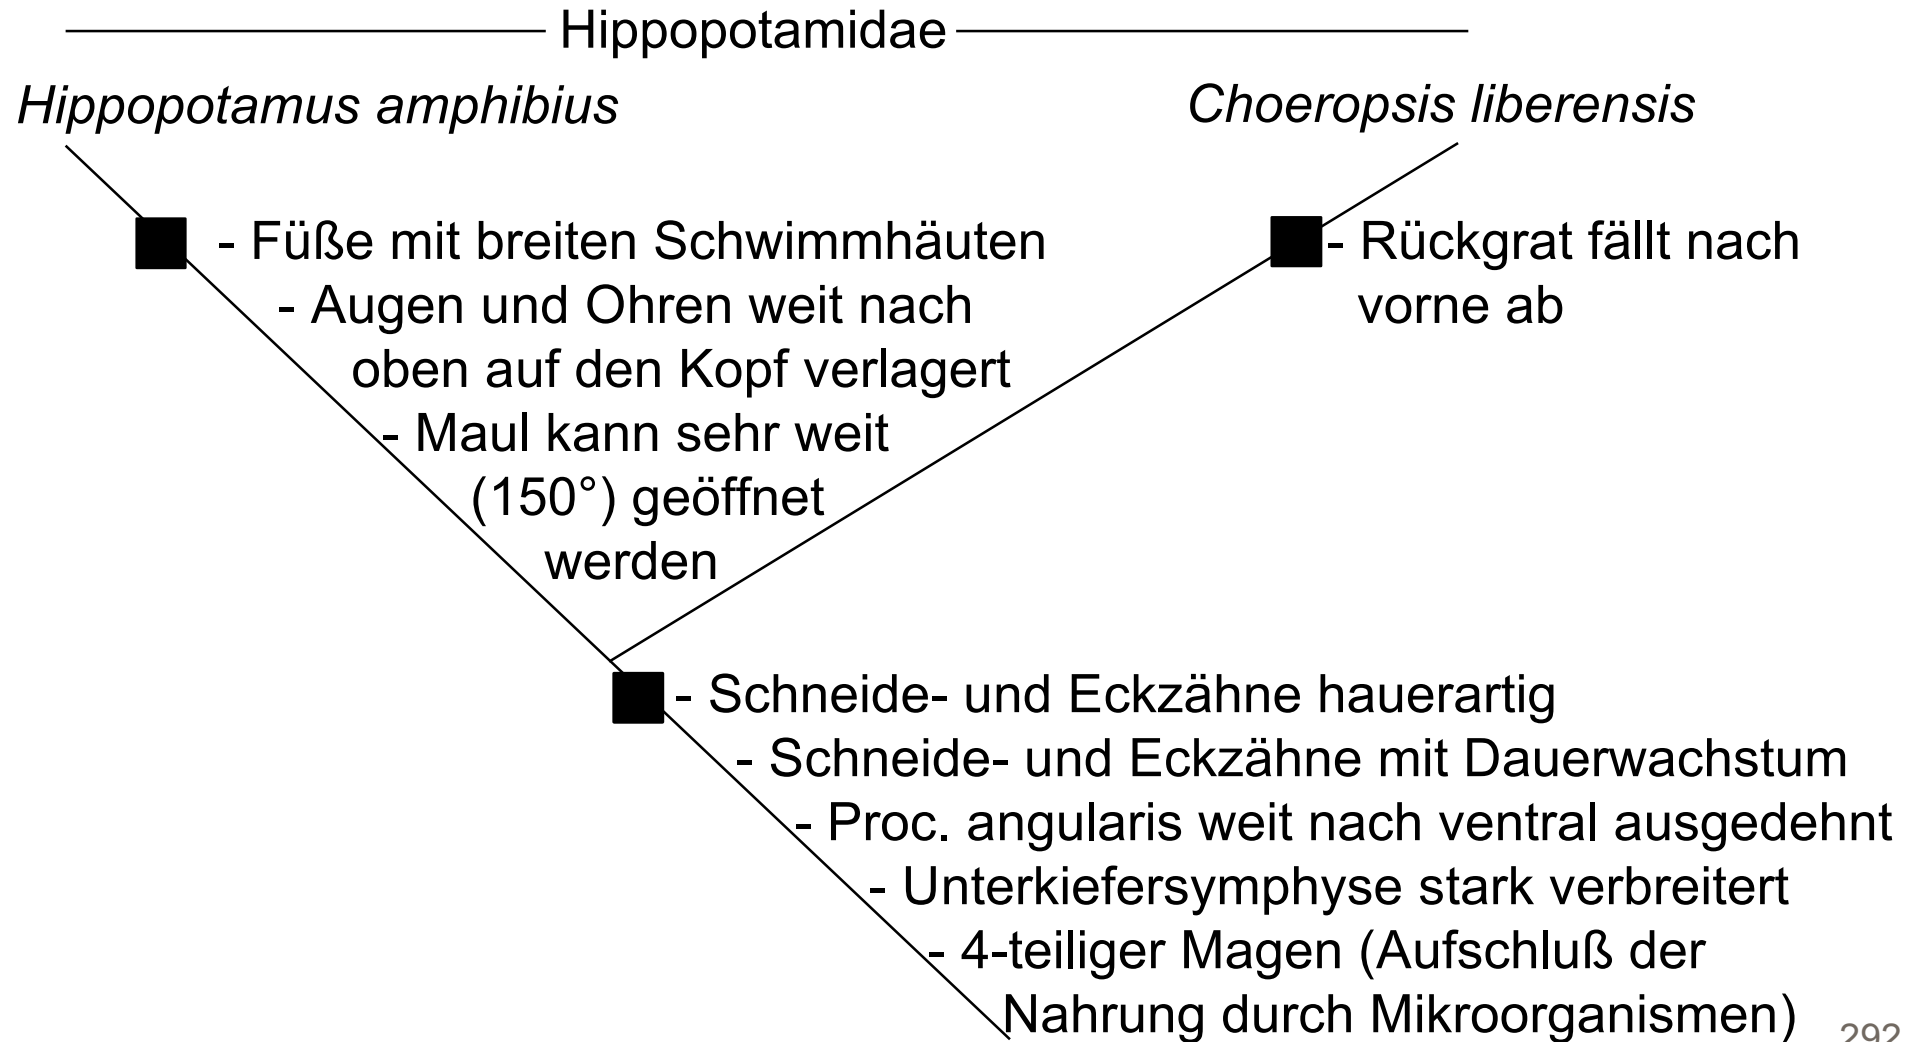 Hippopotamidae
Hippopotamus amphibius
Choeropsis liberensis
- Füße mit breiten Schwimmhäuten
- Augen und Ohren weit nach
oben auf den Kopf verlagert
- Maul kann sehr weit
(150°) geöffnet
werden
- Rückgrat fällt nach
vorne ab
- Schneide- und Eckzähne hauerartig
- Schneide- und Eckzähne mit Dauerwachstum
- Proc. angularis weit nach ventral ausgedehnt
- Unterkiefersymphyse stark verbreitert
- 4-teiliger Magen (Aufschluß der
Nahrung durch Mikroorganismen)
292